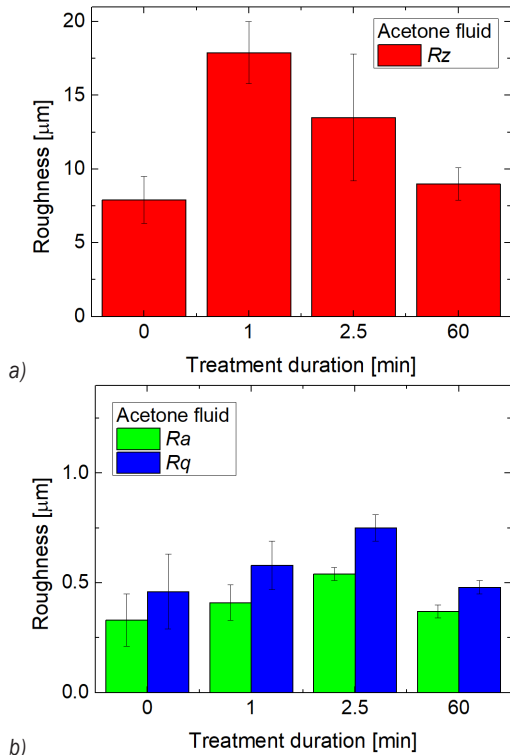 Acetone fluid
Rz
Roughness [μm]
20
15
10
5
0
0 1 2.5 60
Treatment duration [min]
a)
Acetone fluid
Ra
Rq
Roughness [μm]
1.0
0.5
0.0
0 1 2.5 60
Treatment duration [min]
b)